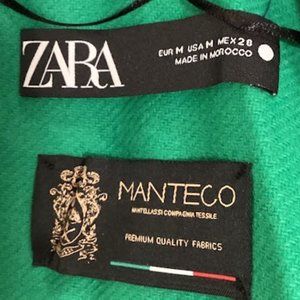 ZARA
EUR M USA M MEX 28
MADE IN MOROCCO
MANTECO
MANTELLASSI COMPAGNIA TESSILE
PREMIUM QUALITY FABRICS